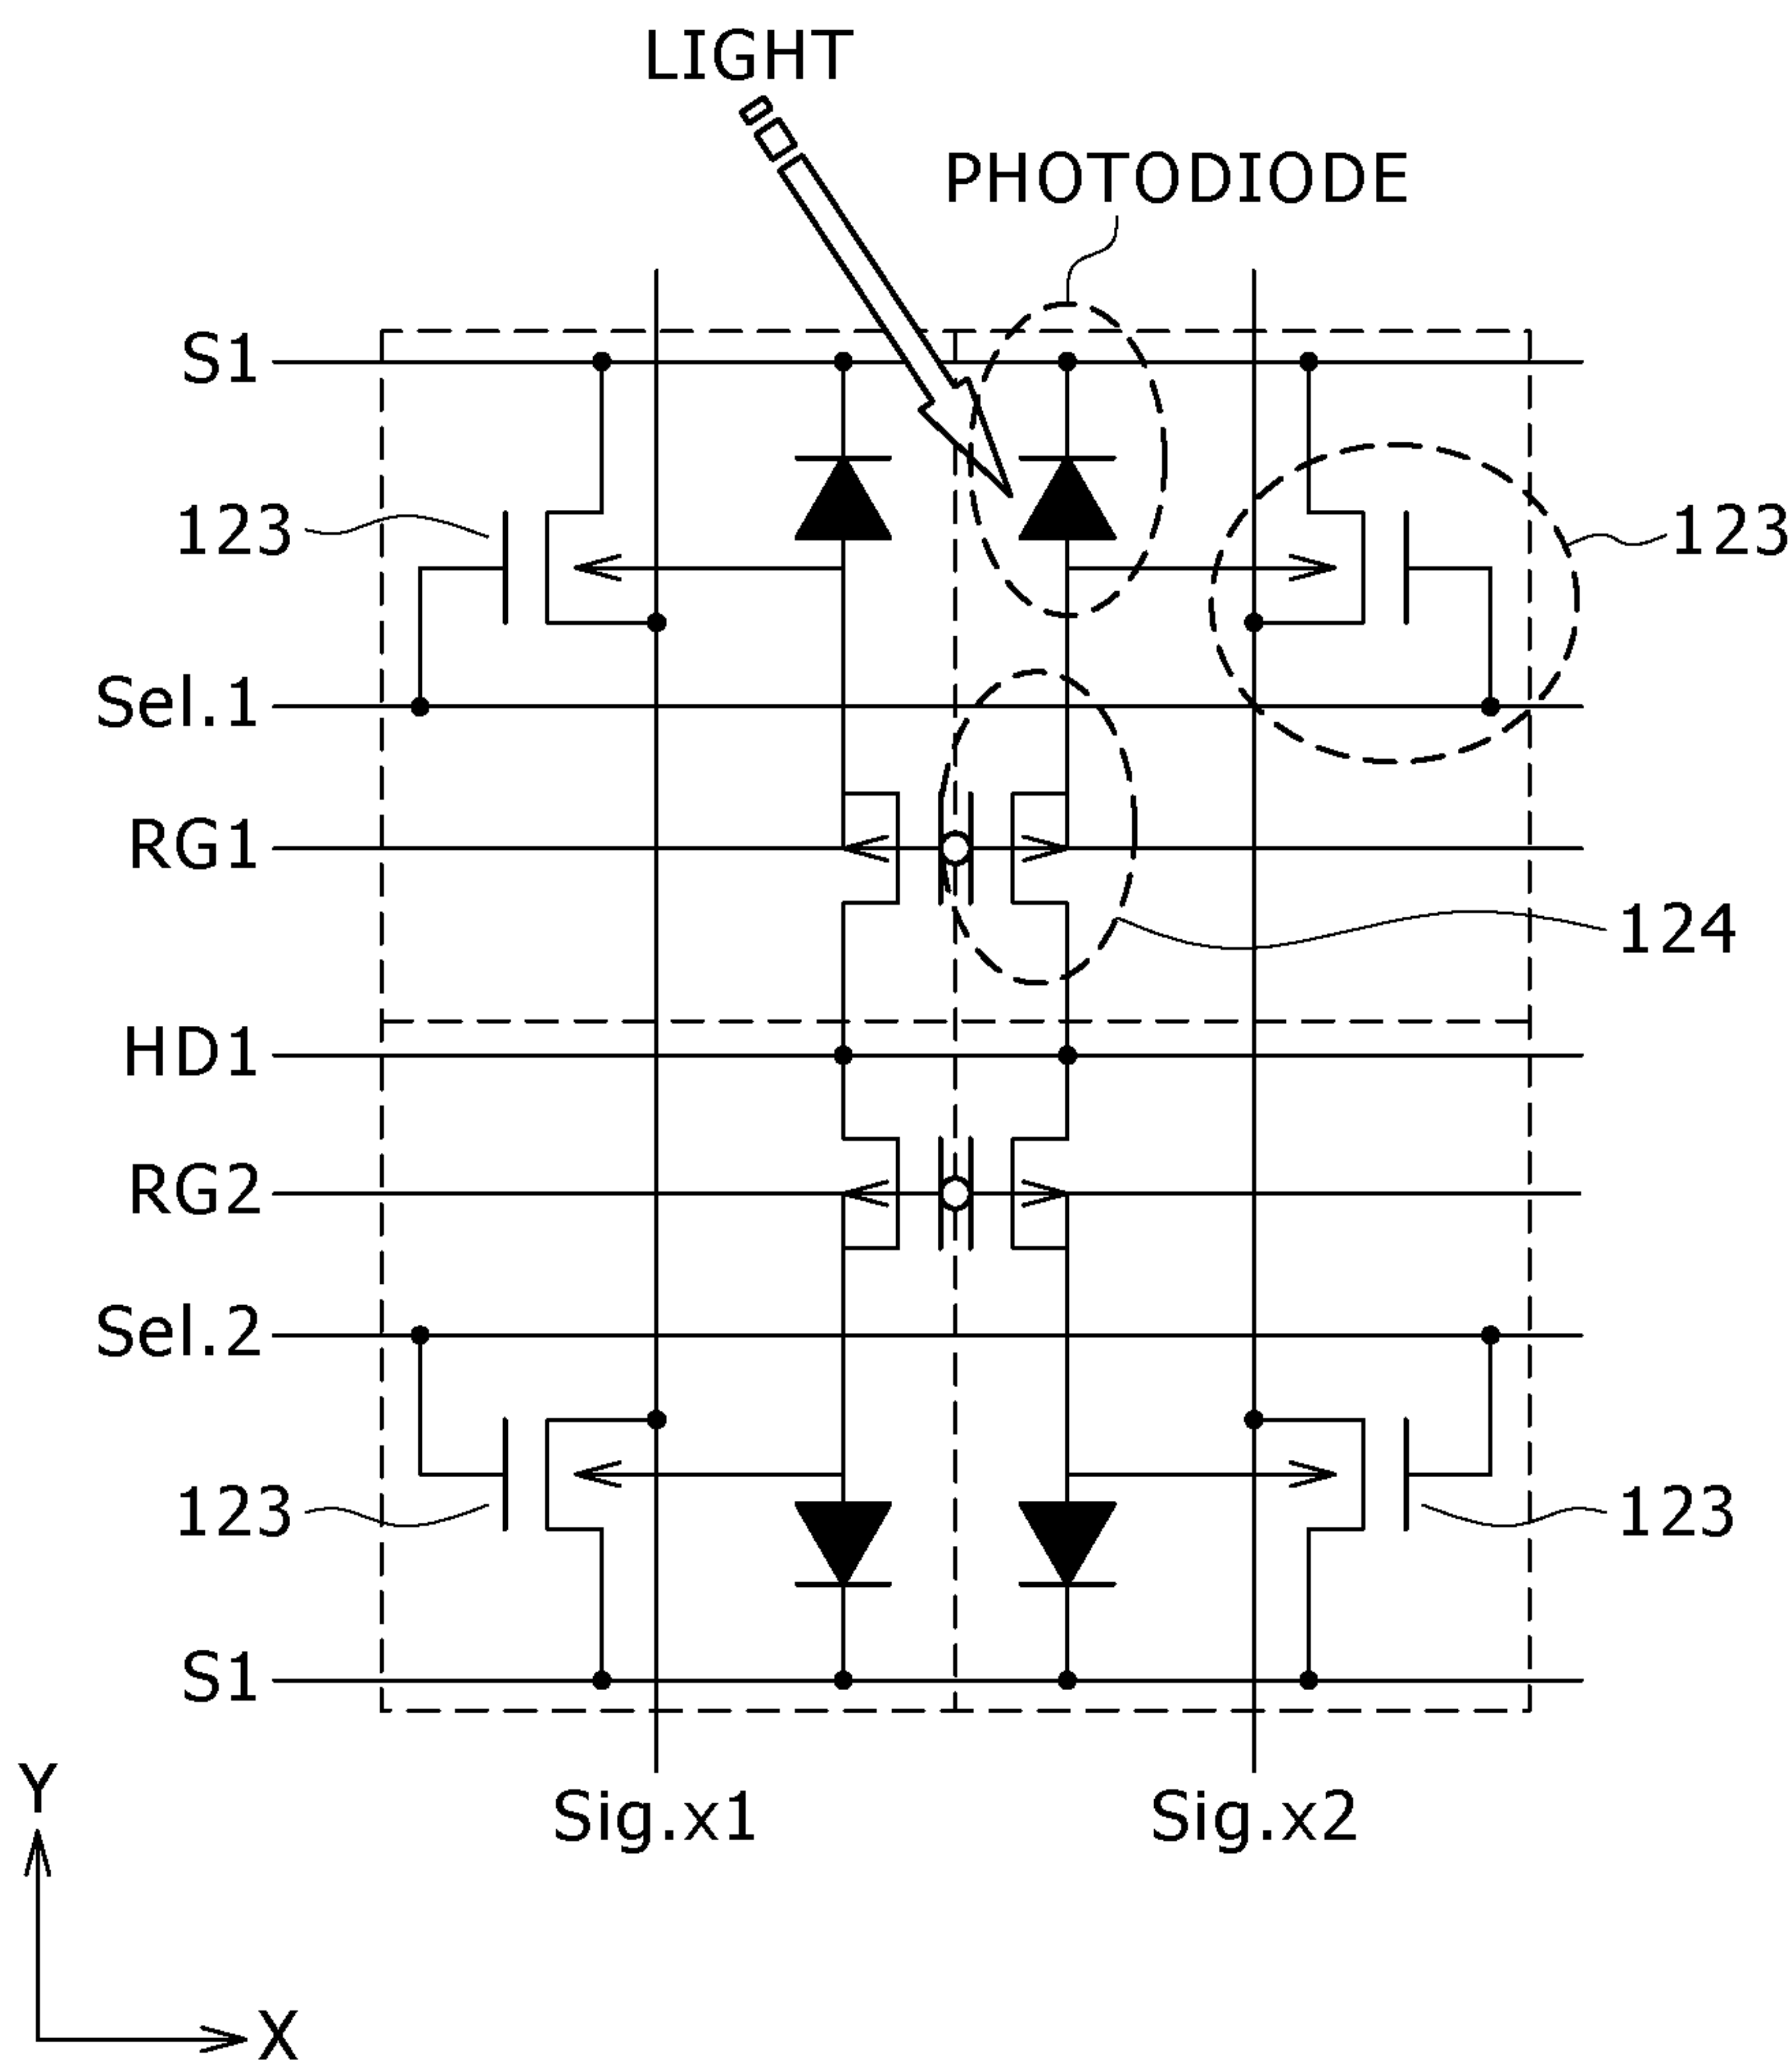 LIGHT
PHOTODIODE
S1
123
123
Sel.1
RG1
124
HD1
RG2
Sel.2
123
123
S1
Sig.x1
Sig.x2
Y
X